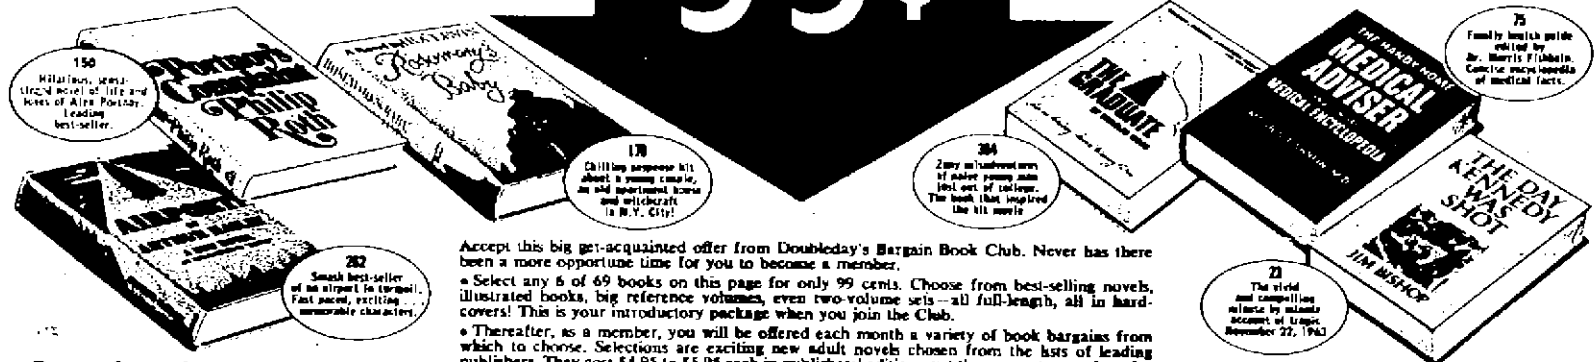 99¢
150
Hilarious, sensational novel of life and
loves of Alex Portnoy.
Leading
best-seller.
Portnoy's
Complaint
Philip
Roth
Rosemary's
Baby
170
Chilling suspense hit
about a young couple,
an old apartment house
and witchcraft
in N.Y. City!
AIRPORT
262
Smash best-seller
of an airport in turmoil.
Fast paced, exciting...
memorable characters.
THE
GRADUATE
364
Zany misadventures
of naive young man
just out of college.
The book that inspired
the hit movie
THE HANDY HOME
MEDICAL
ADVISER
MEDICAL ENCYCLOPEDIA
75
Family health guide
edited by
Dr. Morris Fishbein.
Concise encyclopedia
of medical facts.
THE DAY
KENNEDY
WAS
SHOT
JIM BISHOP
The vivid
and compelling
minute by minute
account of tragic
November 22, 1963
Accept this big get-acquainted offer from Doubleday's Bargain Book Club. Never has there
been a more opportune time for you to become a member.
• Select any 6 of 69 books on this page for only 99 cents. Choose from best-selling novels,
illustrated books, big reference volumes, even two-volume sets—all full-length, all in hard-
covers! This is your introductory package when you join the Club.
• Thereafter, as a member, you will be offered each month a variety of book bargains from
which to choose. Selections are exciting new adult novels chosen from the lists of leading